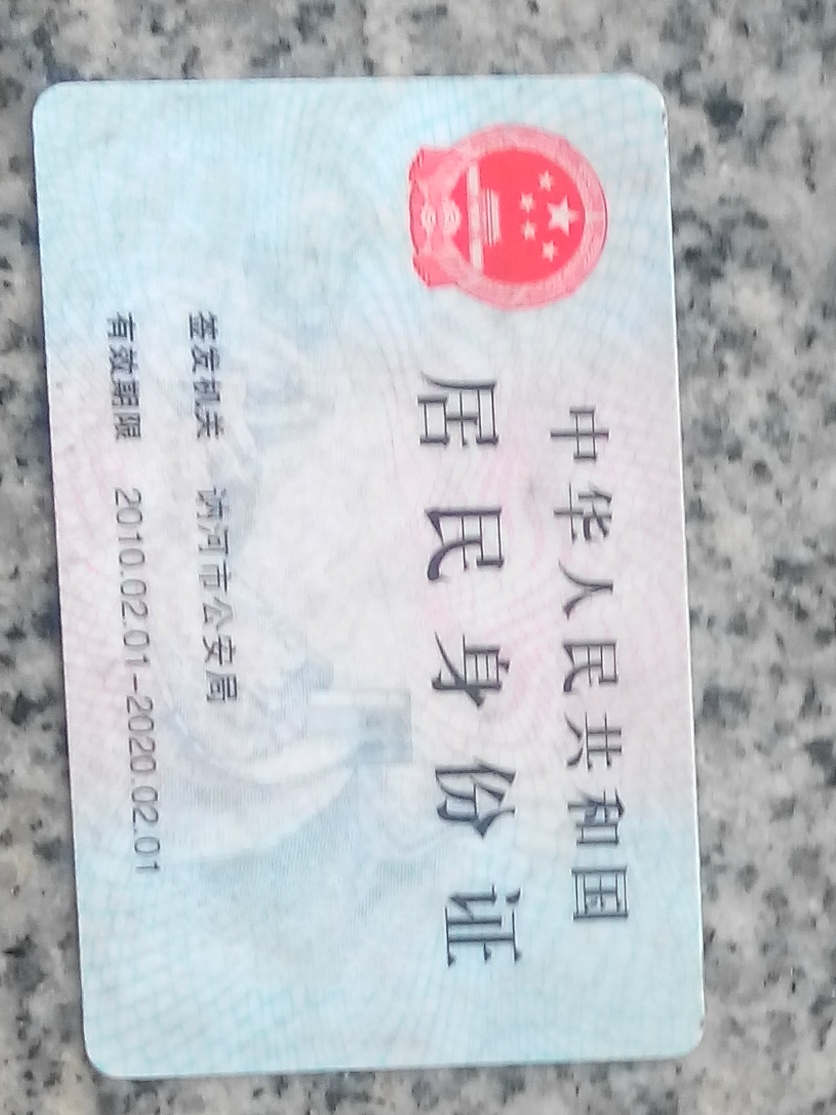 中华人民共和国
居民身份证
签发机关 讷河市公安局
有效期限 2010.02.01-2020.02.01